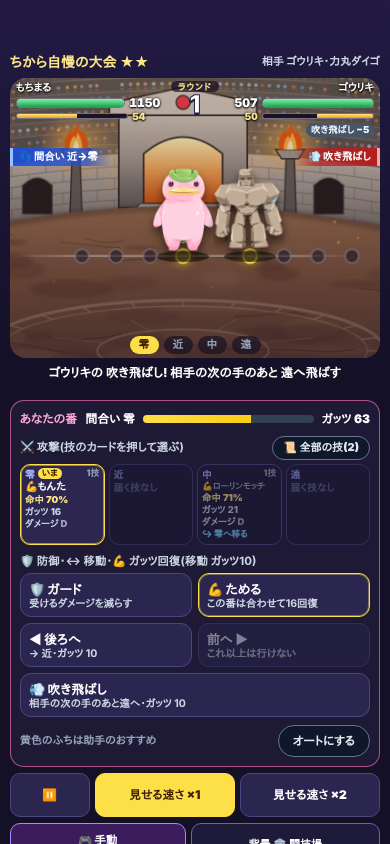 ちから自慢の大会 ★★
相手 ゴウリキ・力丸ダイゴ
もちまる
ラウンド
ゴウリキ
1150
1
507
54
50
吹き飛ばし −5
間合い 近→零
吹き飛ばし
零 近 中 遠
ゴウリキの 吹き飛ばし! 相手の次の手のあと 遠へ飛ばす
あなたの番 間合い 零
ガッツ 63
攻撃(技のカードを押して選ぶ)
全部の技(2)
零 いま 1技
もんた
命中 70%
ガッツ 16
ダメージ D
近
届く技なし
中 1技
ローリンモッチ
命中 71%
ガッツ 21
ダメージ D
↪ 零へ移る
遠
届く技なし
防御・↔ 移動・ ガッツ回復(移動 ガッツ10)
ガード
受けるダメージを減らす
ためる
この番は合わせて16回復
◀ 後ろへ
→ 近・ガッツ 10
前へ ▶
これ以上は行けない
吹き飛ばし
相手の次の手のあと遠へ・ガッツ 10
黄色のふちは助手のおすすめ
オートにする
見せる速さ ×1
見せる速さ ×2
手動